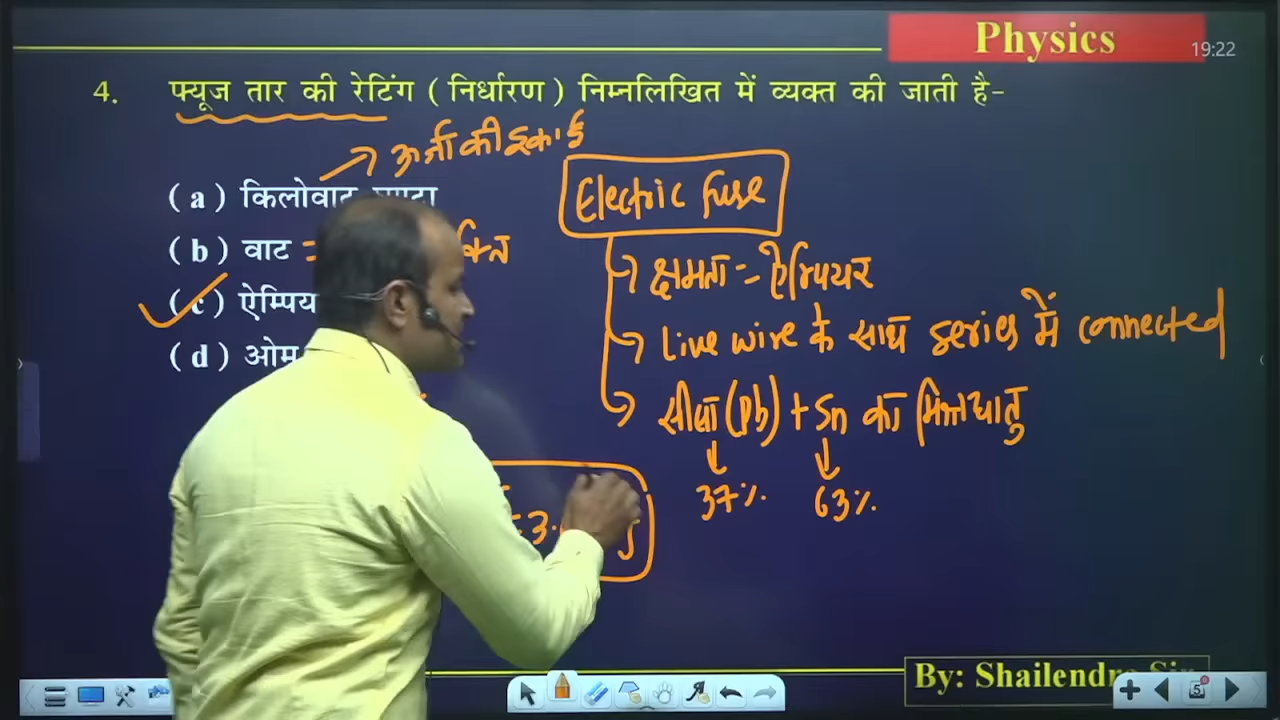 Physics
19:22
4. फ्यूज तार की रेटिंग ( निर्धारण ) निम्नलिखित में व्यक्त की जाती है-
ऊर्जा की इकाई
( a ) किलोवाट
( b ) वाट =
( c ) ऐम्पिय
( d ) ओम
Electric fuse
क्षमता = ऐम्पियर
Live wire के साथ series में connected
सीसा (Pb) + Sn का मिश्रधातु
37%. 63%.
By: Shailendra Sir
5